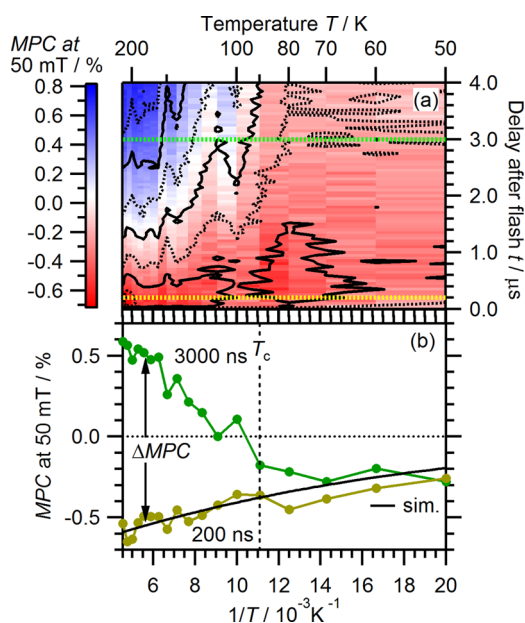 Temperature T / K
200
100
80
70
60
50
MPC at
50 mT / %
0.8
0.6
0.4
0.2
0.0
-0.2
-0.4
-0.6
(a)
4.0
3.0
2.0
1.0
0.0
Delay after flash t / μs
(b)
3000 ns
Tc
ΔMPC
200 ns
sim.
0.5
0.0
-0.5
MPC at 50 mT / %
6
8
10
12
14
16
18
20
1/T / 10⁻³K⁻¹